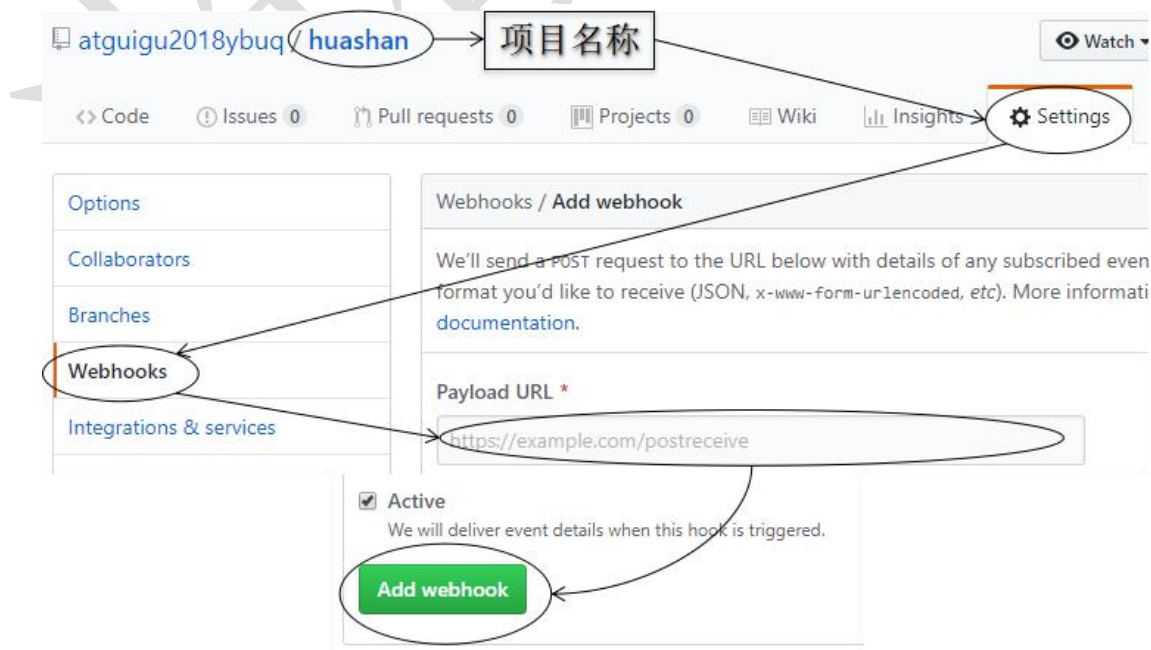 atguigu2018ybuq / huashan
项目名称
Watch
Code
Issues 0
Pull requests 0
Projects 0
Wiki
Insights
Settings
Options
Collaborators
Branches
Webhooks
Integrations & services
Webhooks / Add webhook
We'll send a POST request to the URL below with details of any subscribed even
format you'd like to receive (JSON, x-www-form-urlencoded, etc). More informati
documentation.
Payload URL *
https://example.com/postreceive
Active
We will deliver event details when this hook is triggered.
Add webhook